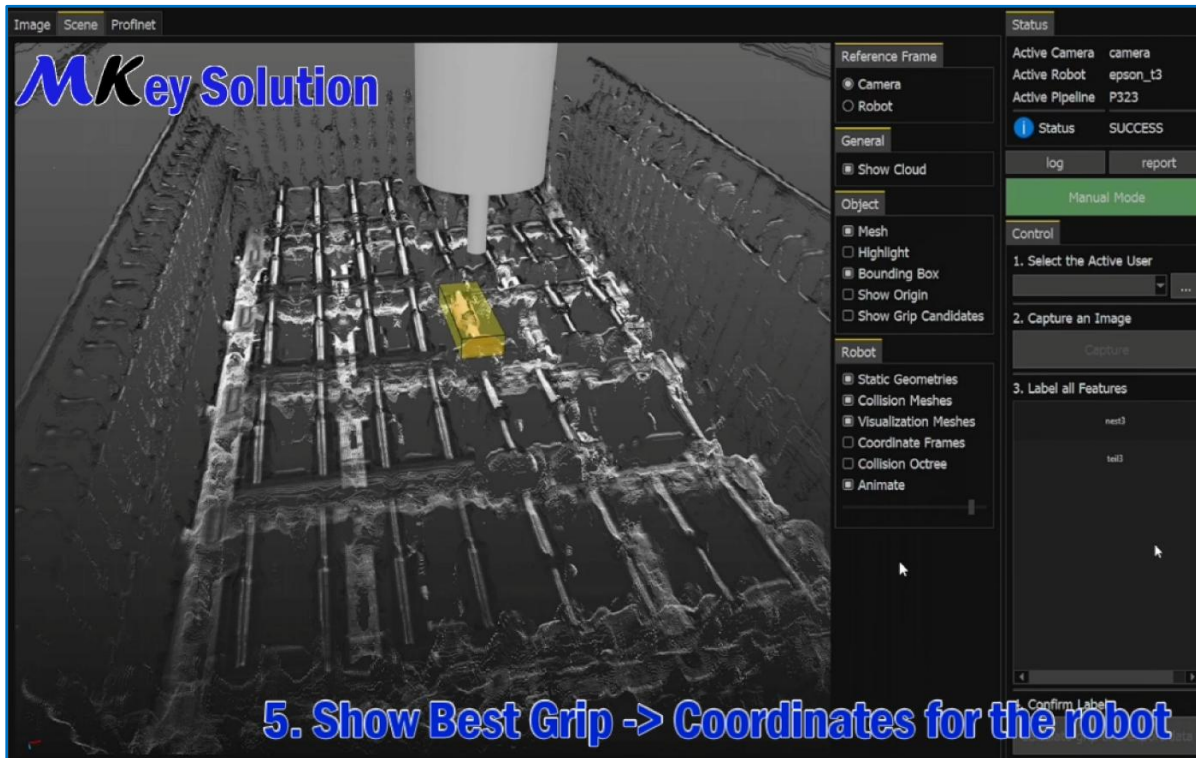 Image Scene Profinet
MKey Solution
Reference Frame
Camera
Robot
General
Show Cloud
Object
Mesh
Highlight
Bounding Box
Show Origin
Show Grip Candidates
Robot
Static Geometries
Collision Meshes
Visualization Meshes
Coordinate Frames
Collision Octree
Animate
Status
Active Camera camera
Active Robot epson_t3
Active Pipeline P323
i Status SUCCESS
log report
Manual Mode
Control
1. Select the Active User
...
2. Capture an Image
Capture
3. Label all Features
nest3
teil3
Confirm Label
5. Show Best Grip -> Coordinates for the robot